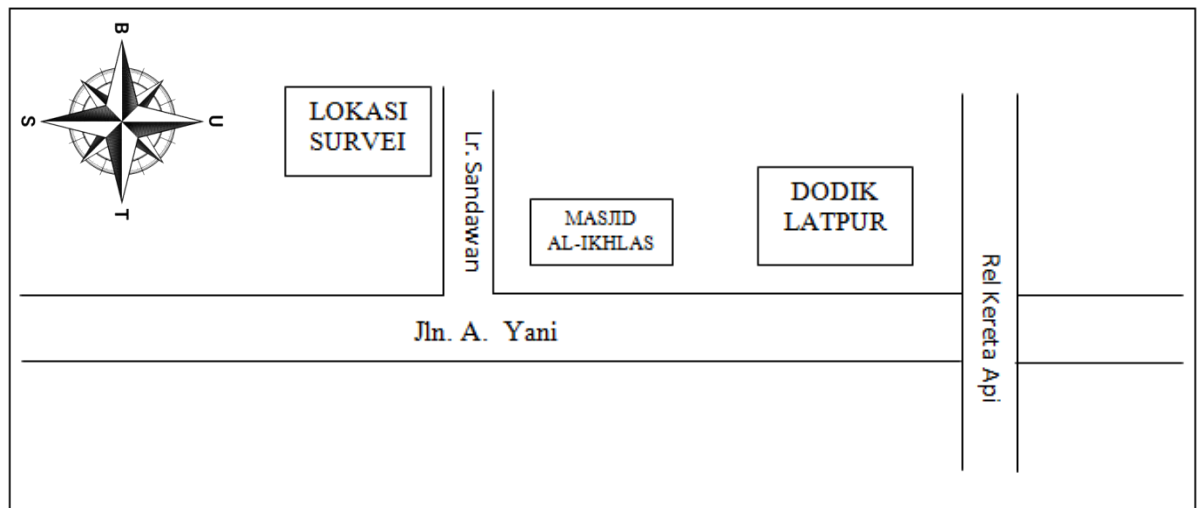 B
S
U
T
LOKASI
SURVEI
Lr. Sandawan
MASJID
AL-IKHLAS
DODIK
LATPUR
Rel Kereta Api
Jln. A. Yani